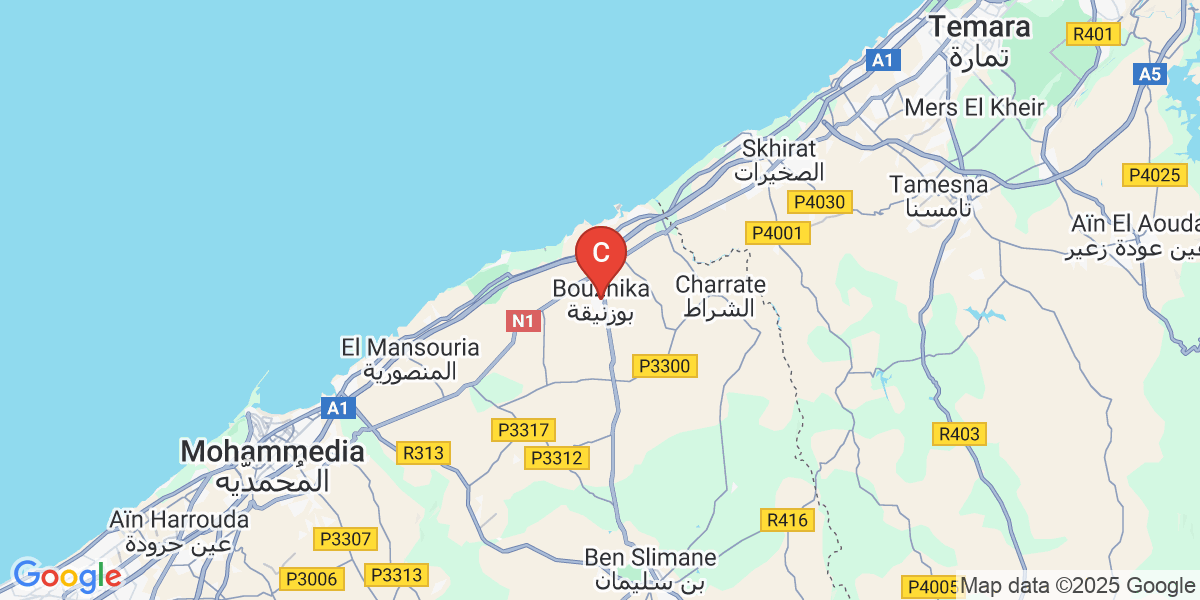 Temara
تمارة
R401
A1
A5
Mers El Kheir
Skhirat
الصخيرات
P4025
Tamesna
تامسنا
P4030
Aïn El Aouda
عين عودة زعير
P4001
C
Bouznika
بوزنيقة
Charrate
الشراط
N1
El Mansouria
المنصورية
P3300
A1
P3317
R403
Mohammedia
المُحمديّه
R313
P3312
Aïn Harrouda
عين حرودة
R416
P3307
Ben Slimane
بن سليمان
P3006
P3313
P4005
Google
Map data ©2025 Google